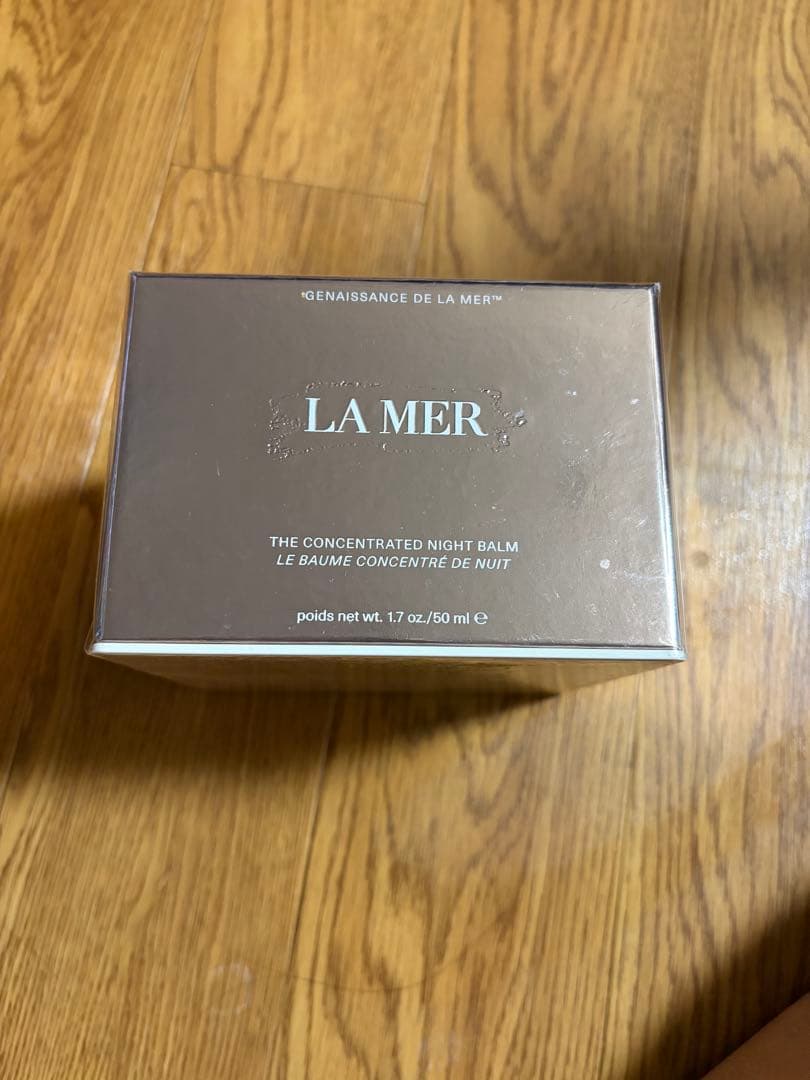 GENAISSANCE DE LA MER™
LA MER
THE CONCENTRATED NIGHT BALM
LE BAUME CONCENTRÉ DE NUIT
poids net wt. 1.7 oz./50 ml ℮